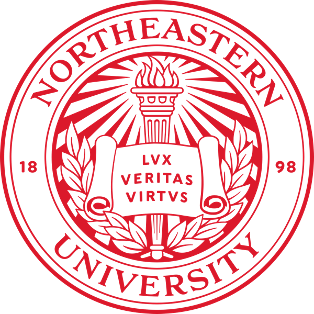 NORTHEASTERN
18 98
LVX
VERITAS
VIRTVS
UNIVERSITY